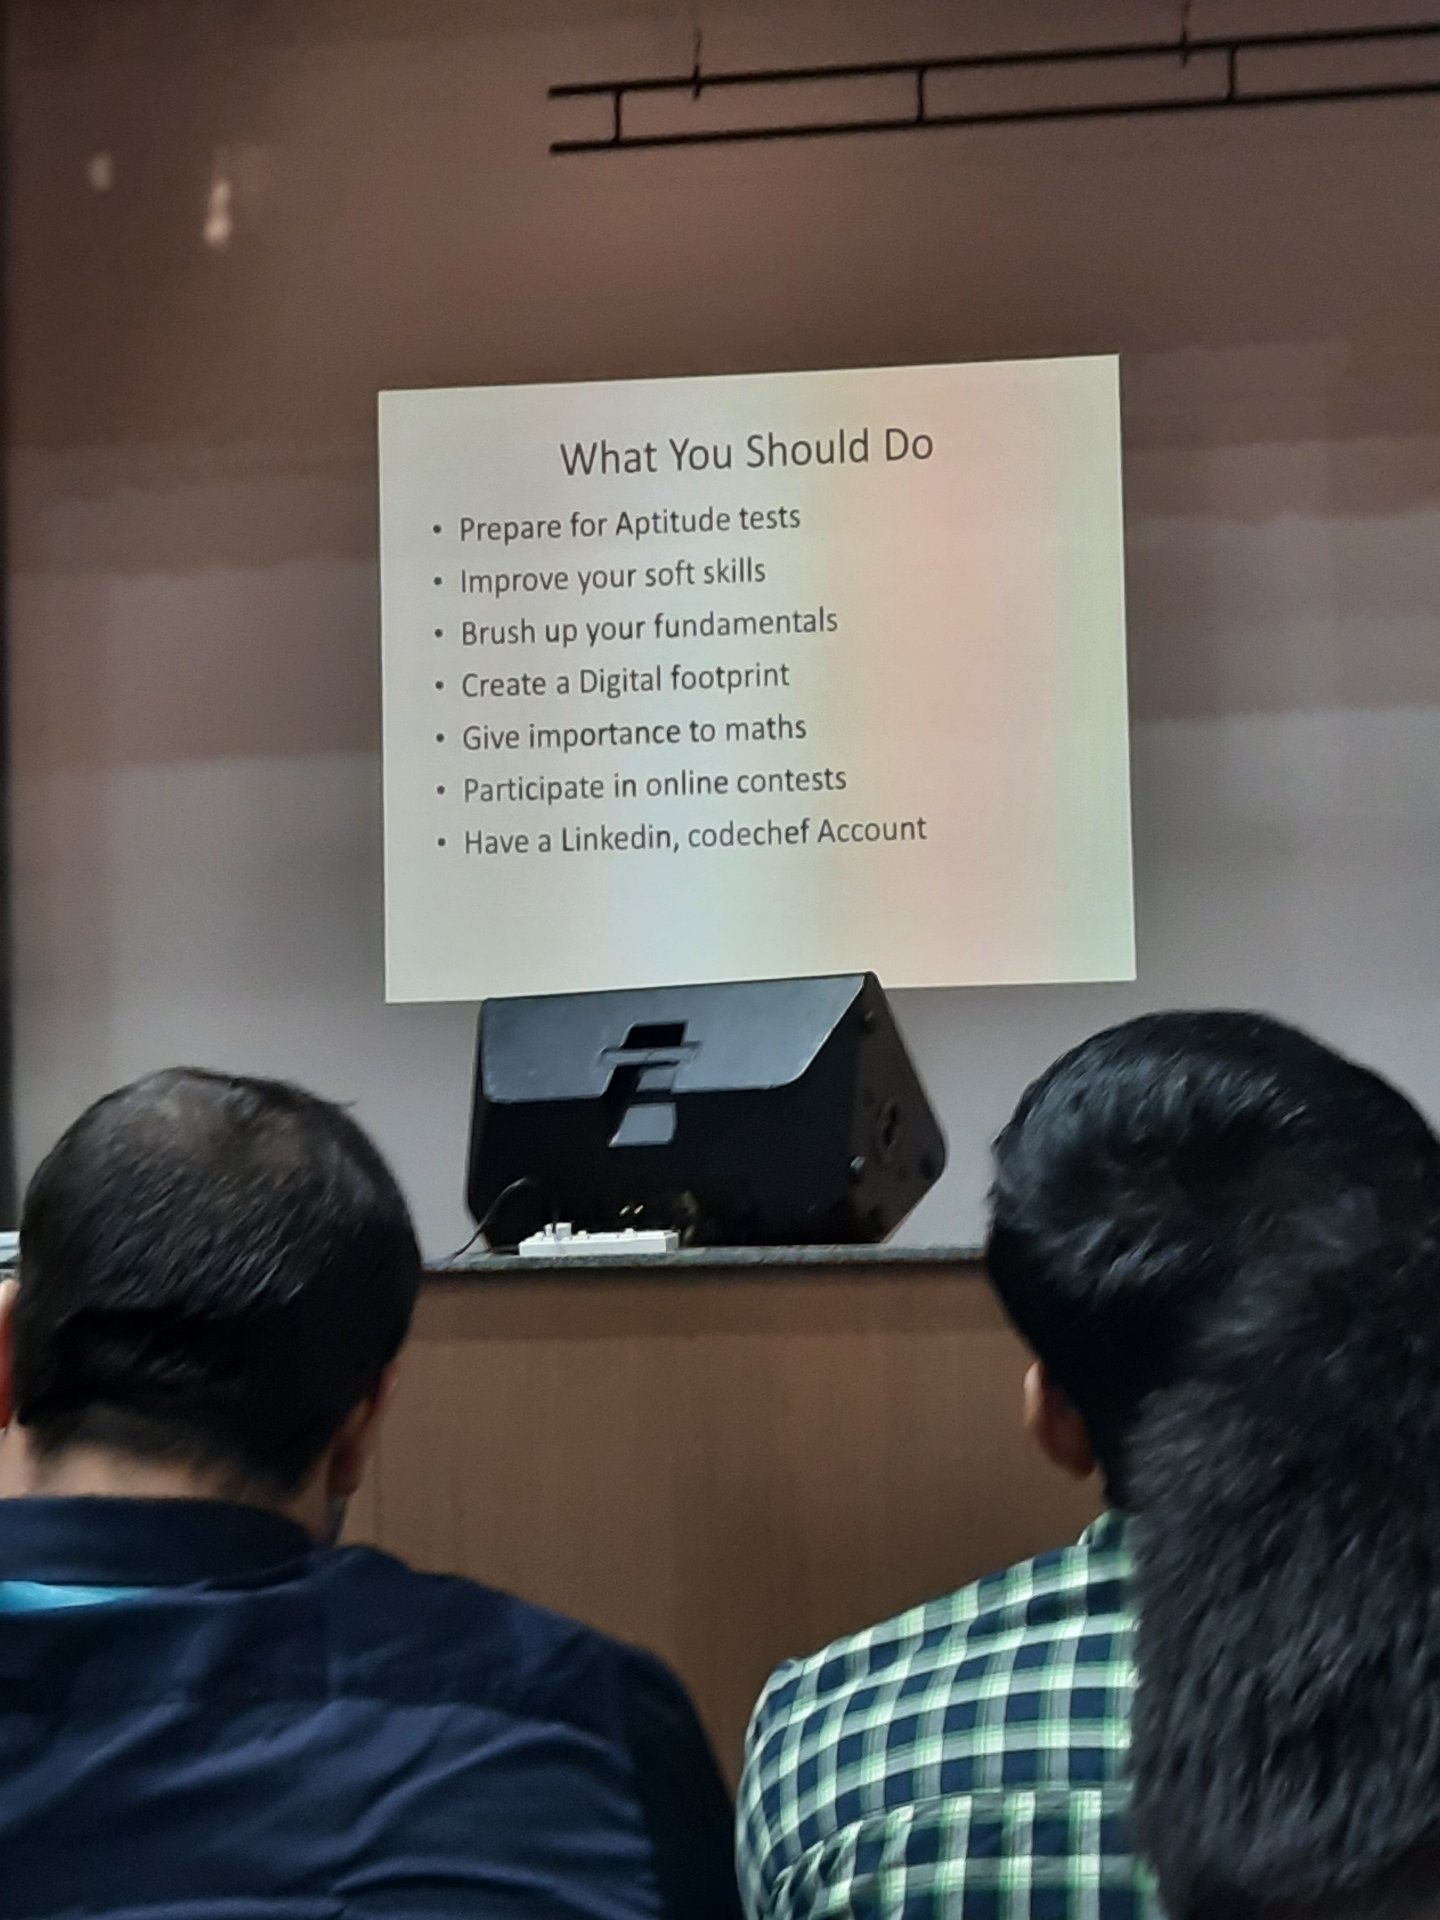 What You Should Do
• Prepare for Aptitude tests
• Improve your soft skills
• Brush up your fundamentals
• Create a Digital footprint
• Give importance to maths
• Participate in online contests
• Have a Linkedin, codechef Account